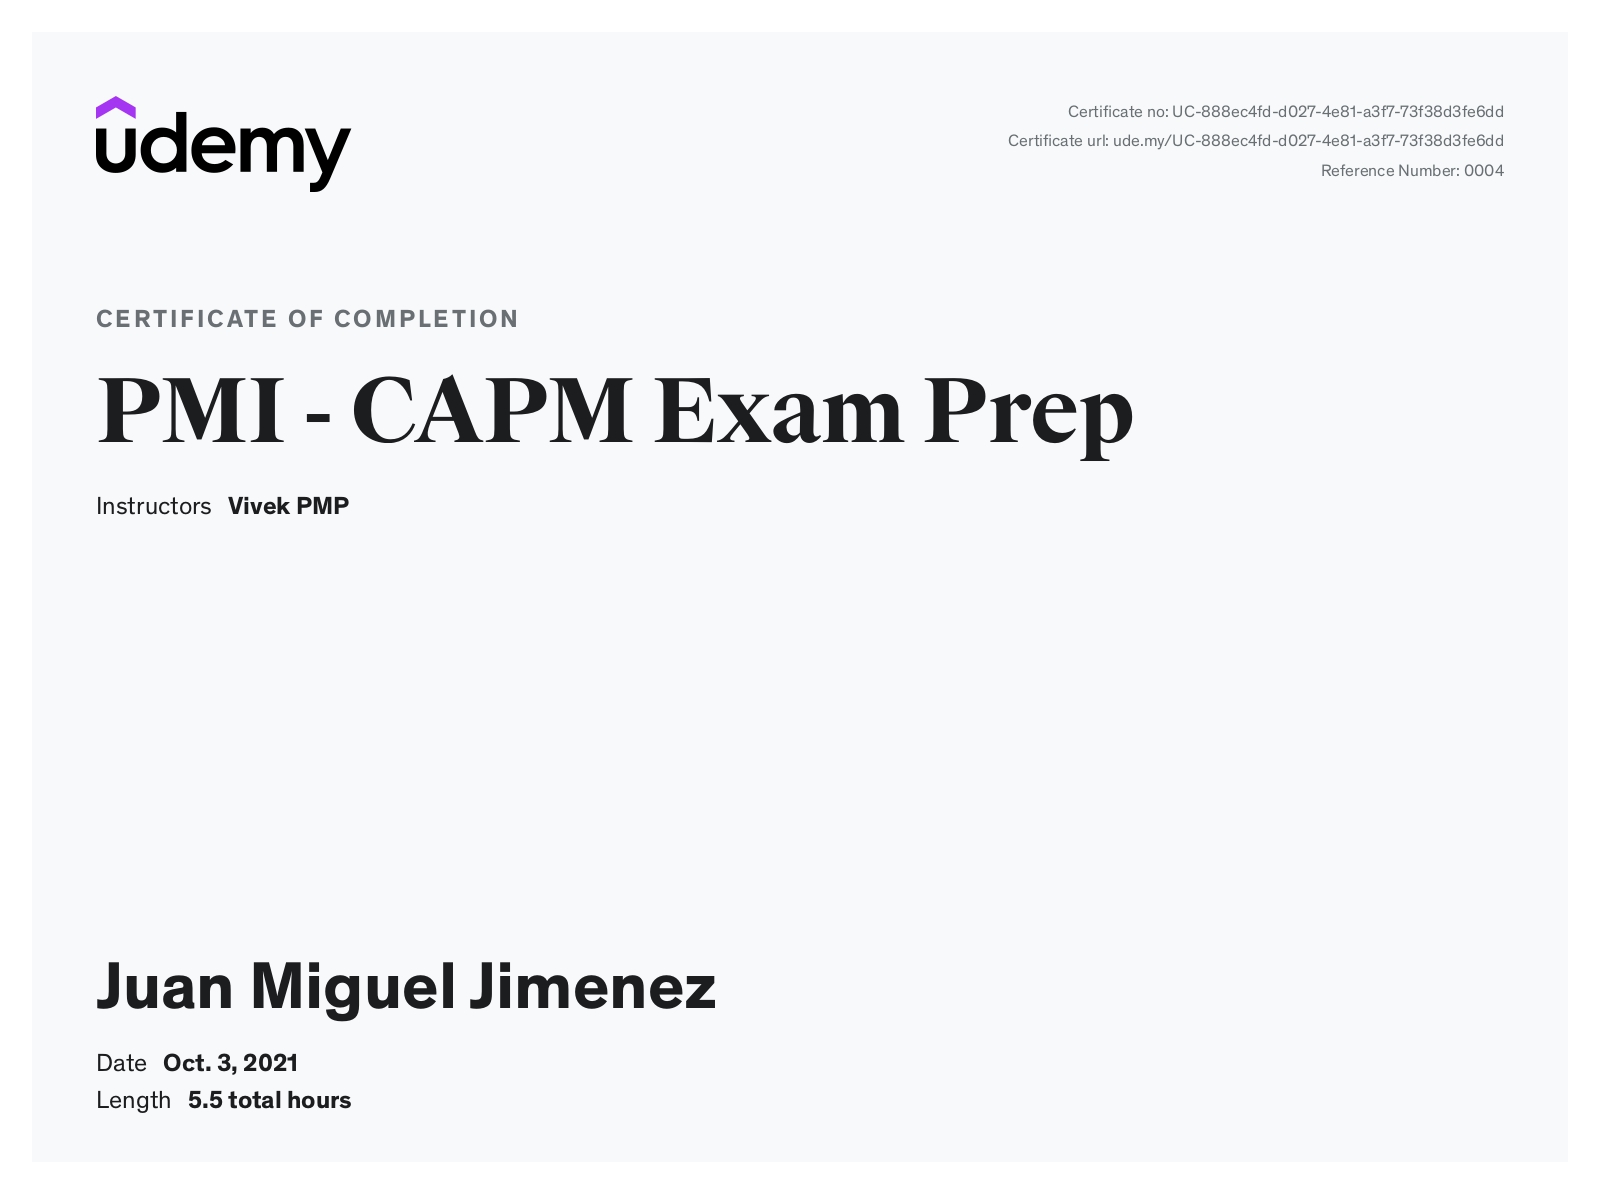 udemy
Certificate no: UC-888ec4fd-d027-4e81-a3f7-73f38d3fe6dd
Certificate url: ude.my/UC-888ec4fd-d027-4e81-a3f7-73f38d3fe6dd
Reference Number: 0004
CERTIFICATE OF COMPLETION
PMI - CAPM Exam Prep
Instructors Vivek PMP
Juan Miguel Jimenez
Date Oct. 3, 2021
Length 5.5 total hours